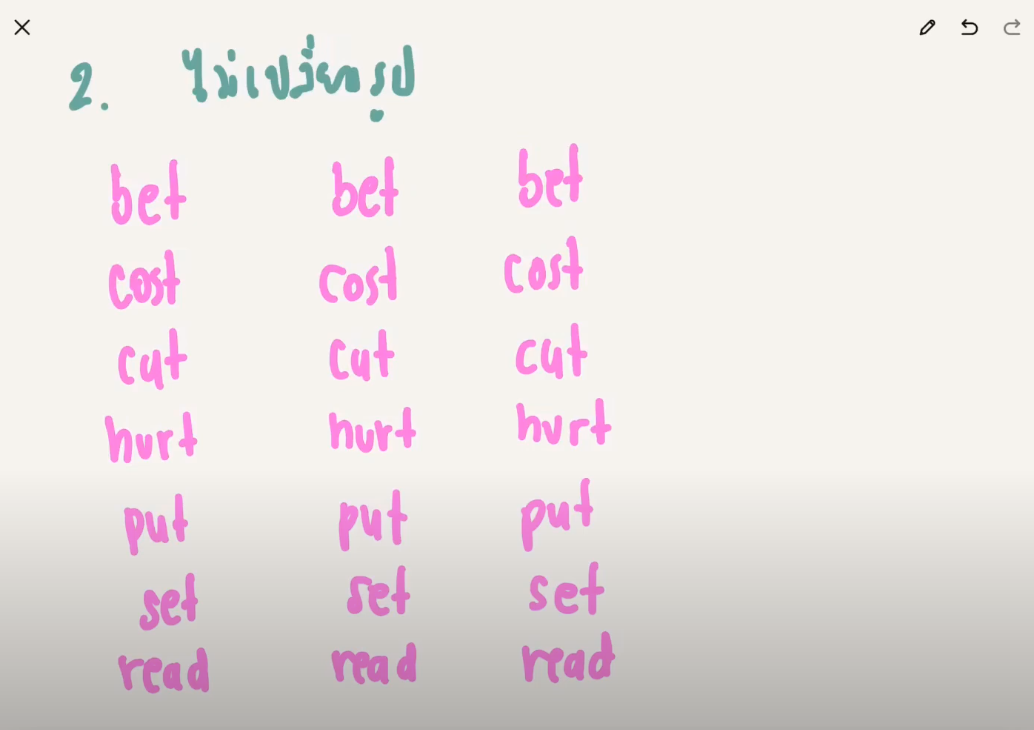 2. ไม่เปลี่ยนรูป
bet bet bet
cost cost cost
cut cut cut
hurt hurt hurt
put put put
set set set
read read read